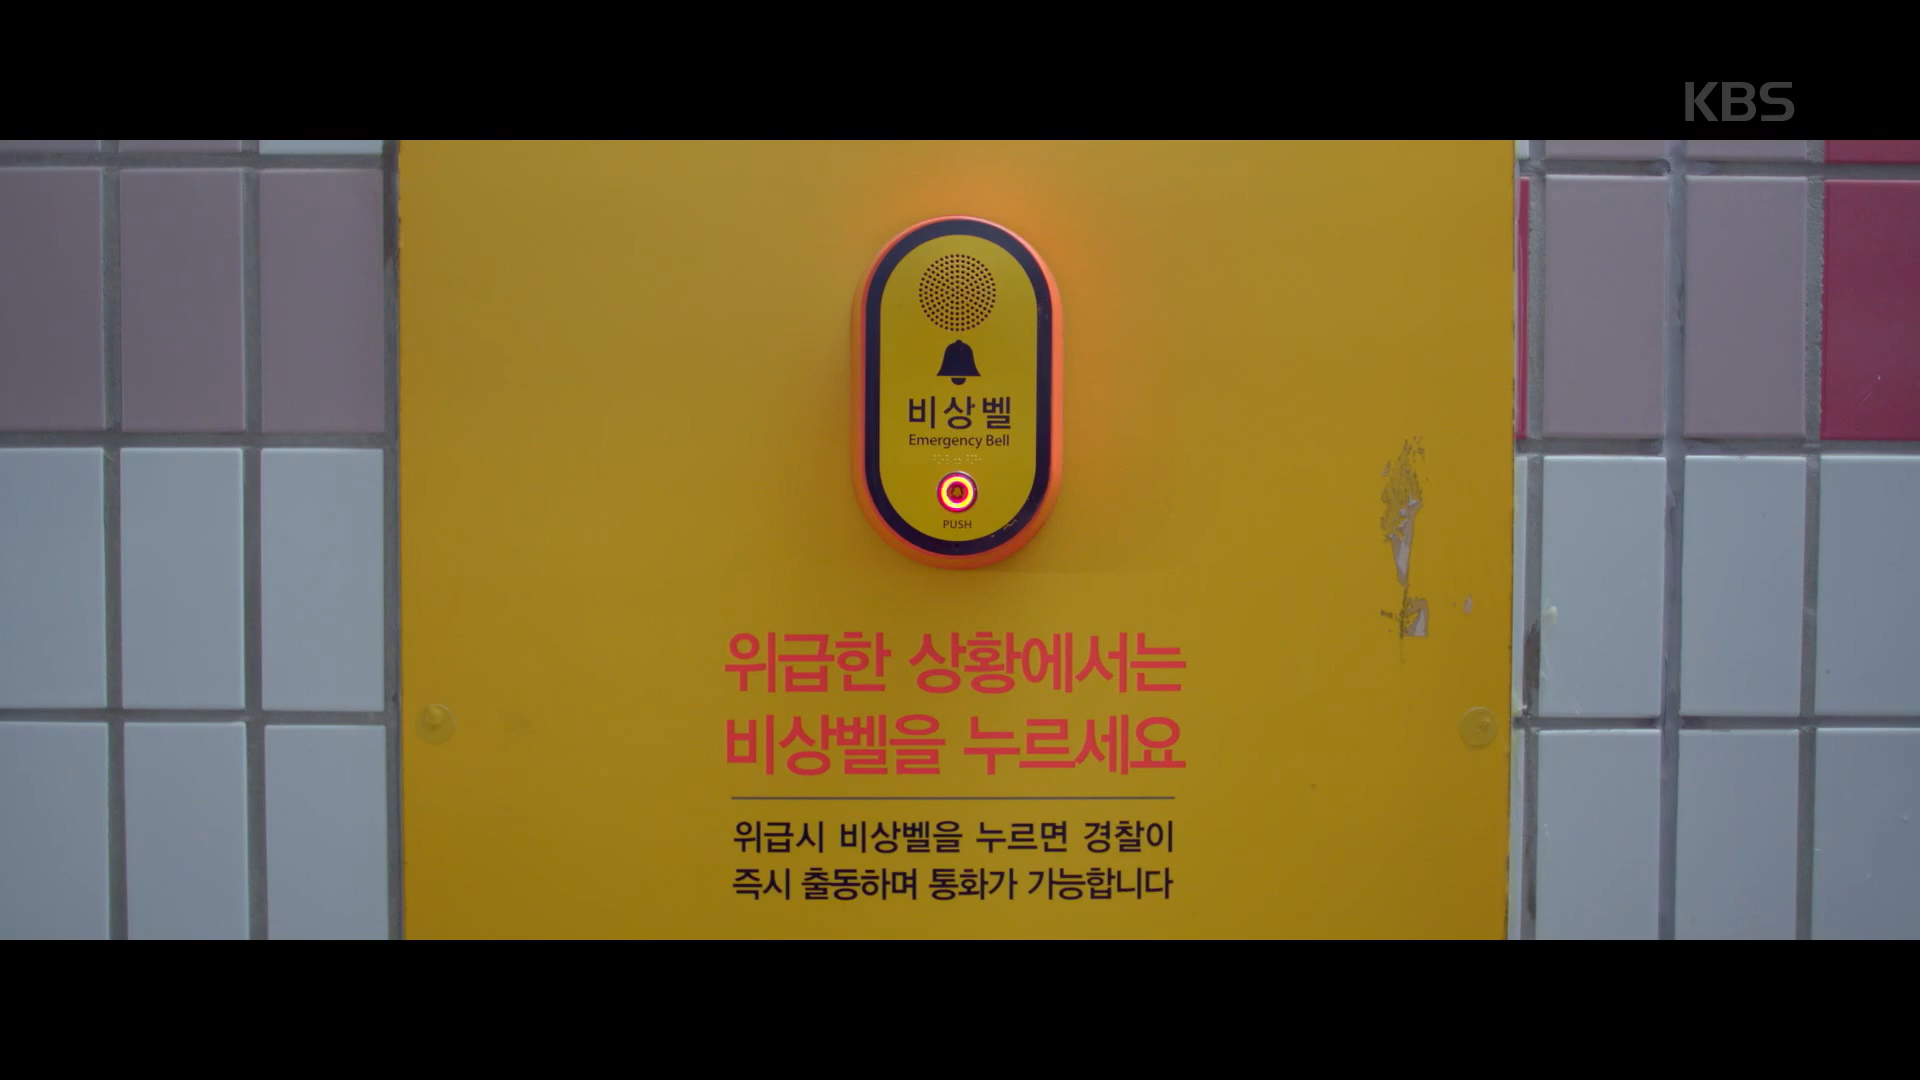 KBS
비상벨
Emergency Bell
PUSH
위급한 상황에서는
비상벨을 누르세요
위급시 비상벨을 누르면 경찰이
즉시 출동하며 통화가 가능합니다